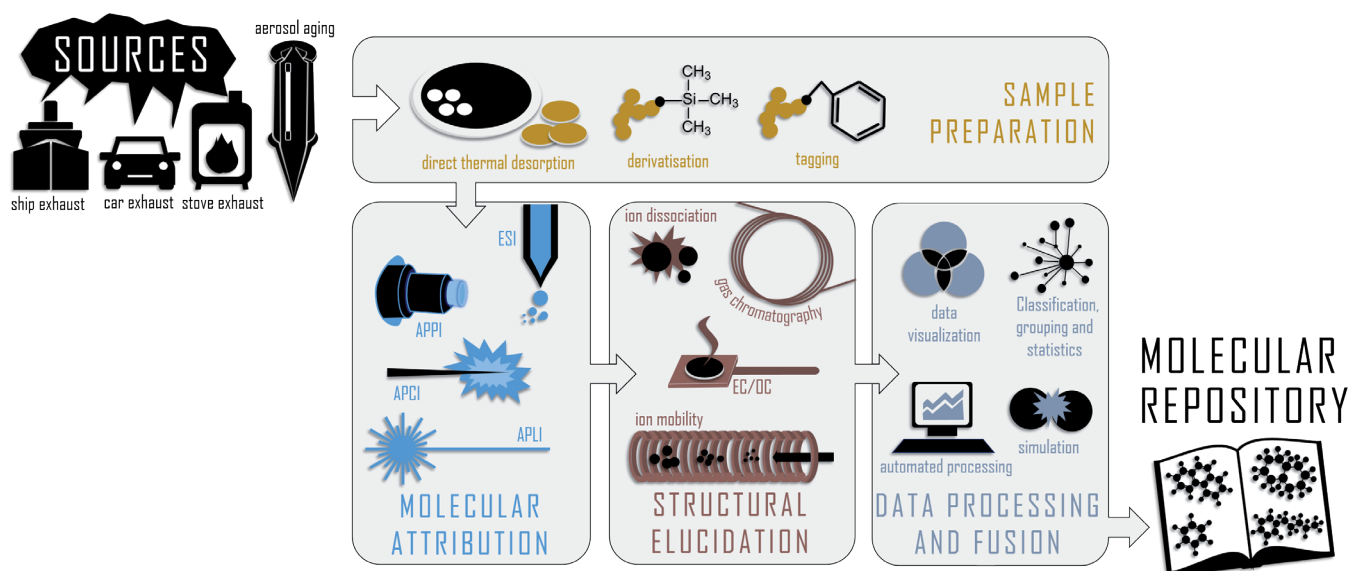 SOURCES
aerosol aging
ship exhaust
car exhaust
stove exhaust
direct thermal desorption
CH3
Si
CH3
CH3
derivatisation
tagging
SAMPLE
PREPARATION
ESI
APPI
APCI
APLI
MOLECULAR
ATTRIBUTION
ion dissociation
gas chromatography
EC/OC
ion mobility
STRUCTURAL
ELUCIDATION
data
visualization
Classification,
grouping and
statistics
automated processing
simulation
DATA PROCESSING
AND FUSION
MOLECULAR
REPOSITORY